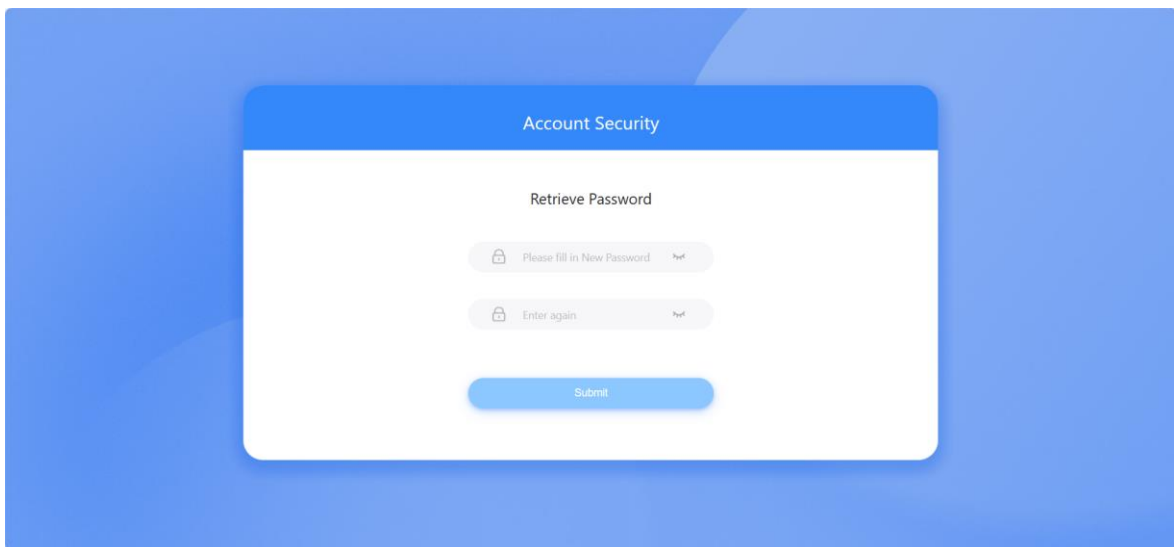 Account Security
Retrieve Password
Please fill in New Password
Enter again
Submit